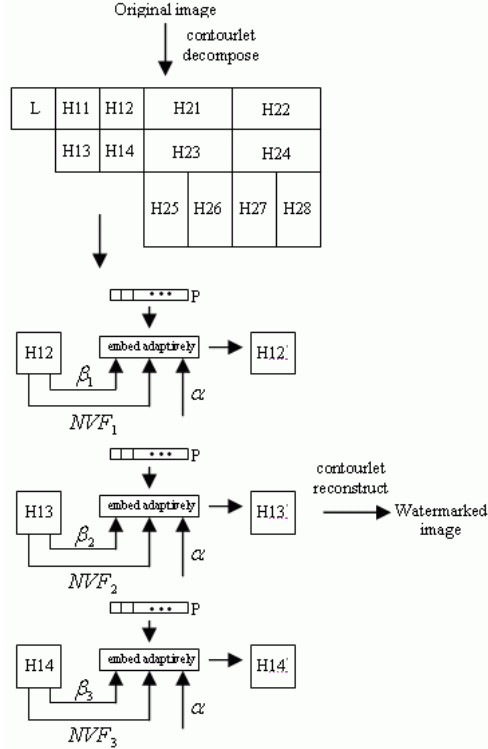 Original image
contourlet
decompose
L H11 H12 H21 H22
H13 H14 H23 H24
H25 H26 H27 H28
P
H12 embed adaptively H12'
β1 α
NVF1
P
contourlet
reconstruct
H13 embed adaptively H13' Watermarked
image
β2 α
NVF2
P
H14 embed adaptively H14'
β3 α
NVF3